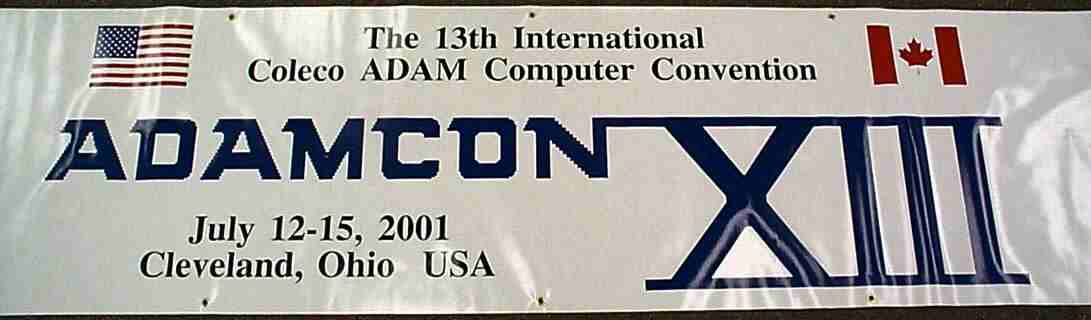 The 13th International
Coleco ADAM Computer Convention
ADAMCON XIII
July 12-15, 2001
Cleveland, Ohio USA